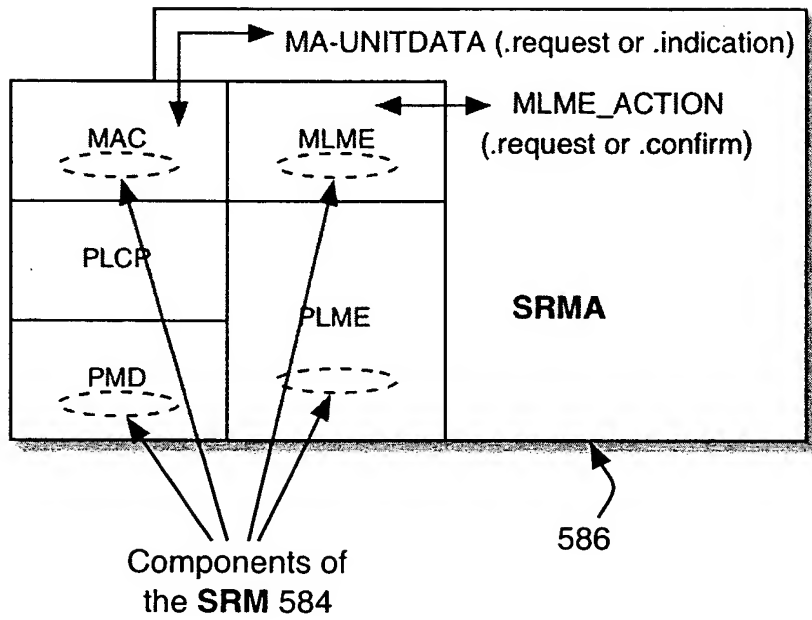 MA-UNITDATA (.request or .indication)
MAC
MLME
MLME_ACTION
(.request or .confirm)
PLCP
PLME
SRMA
PMD
586
Components of
the SRM 584